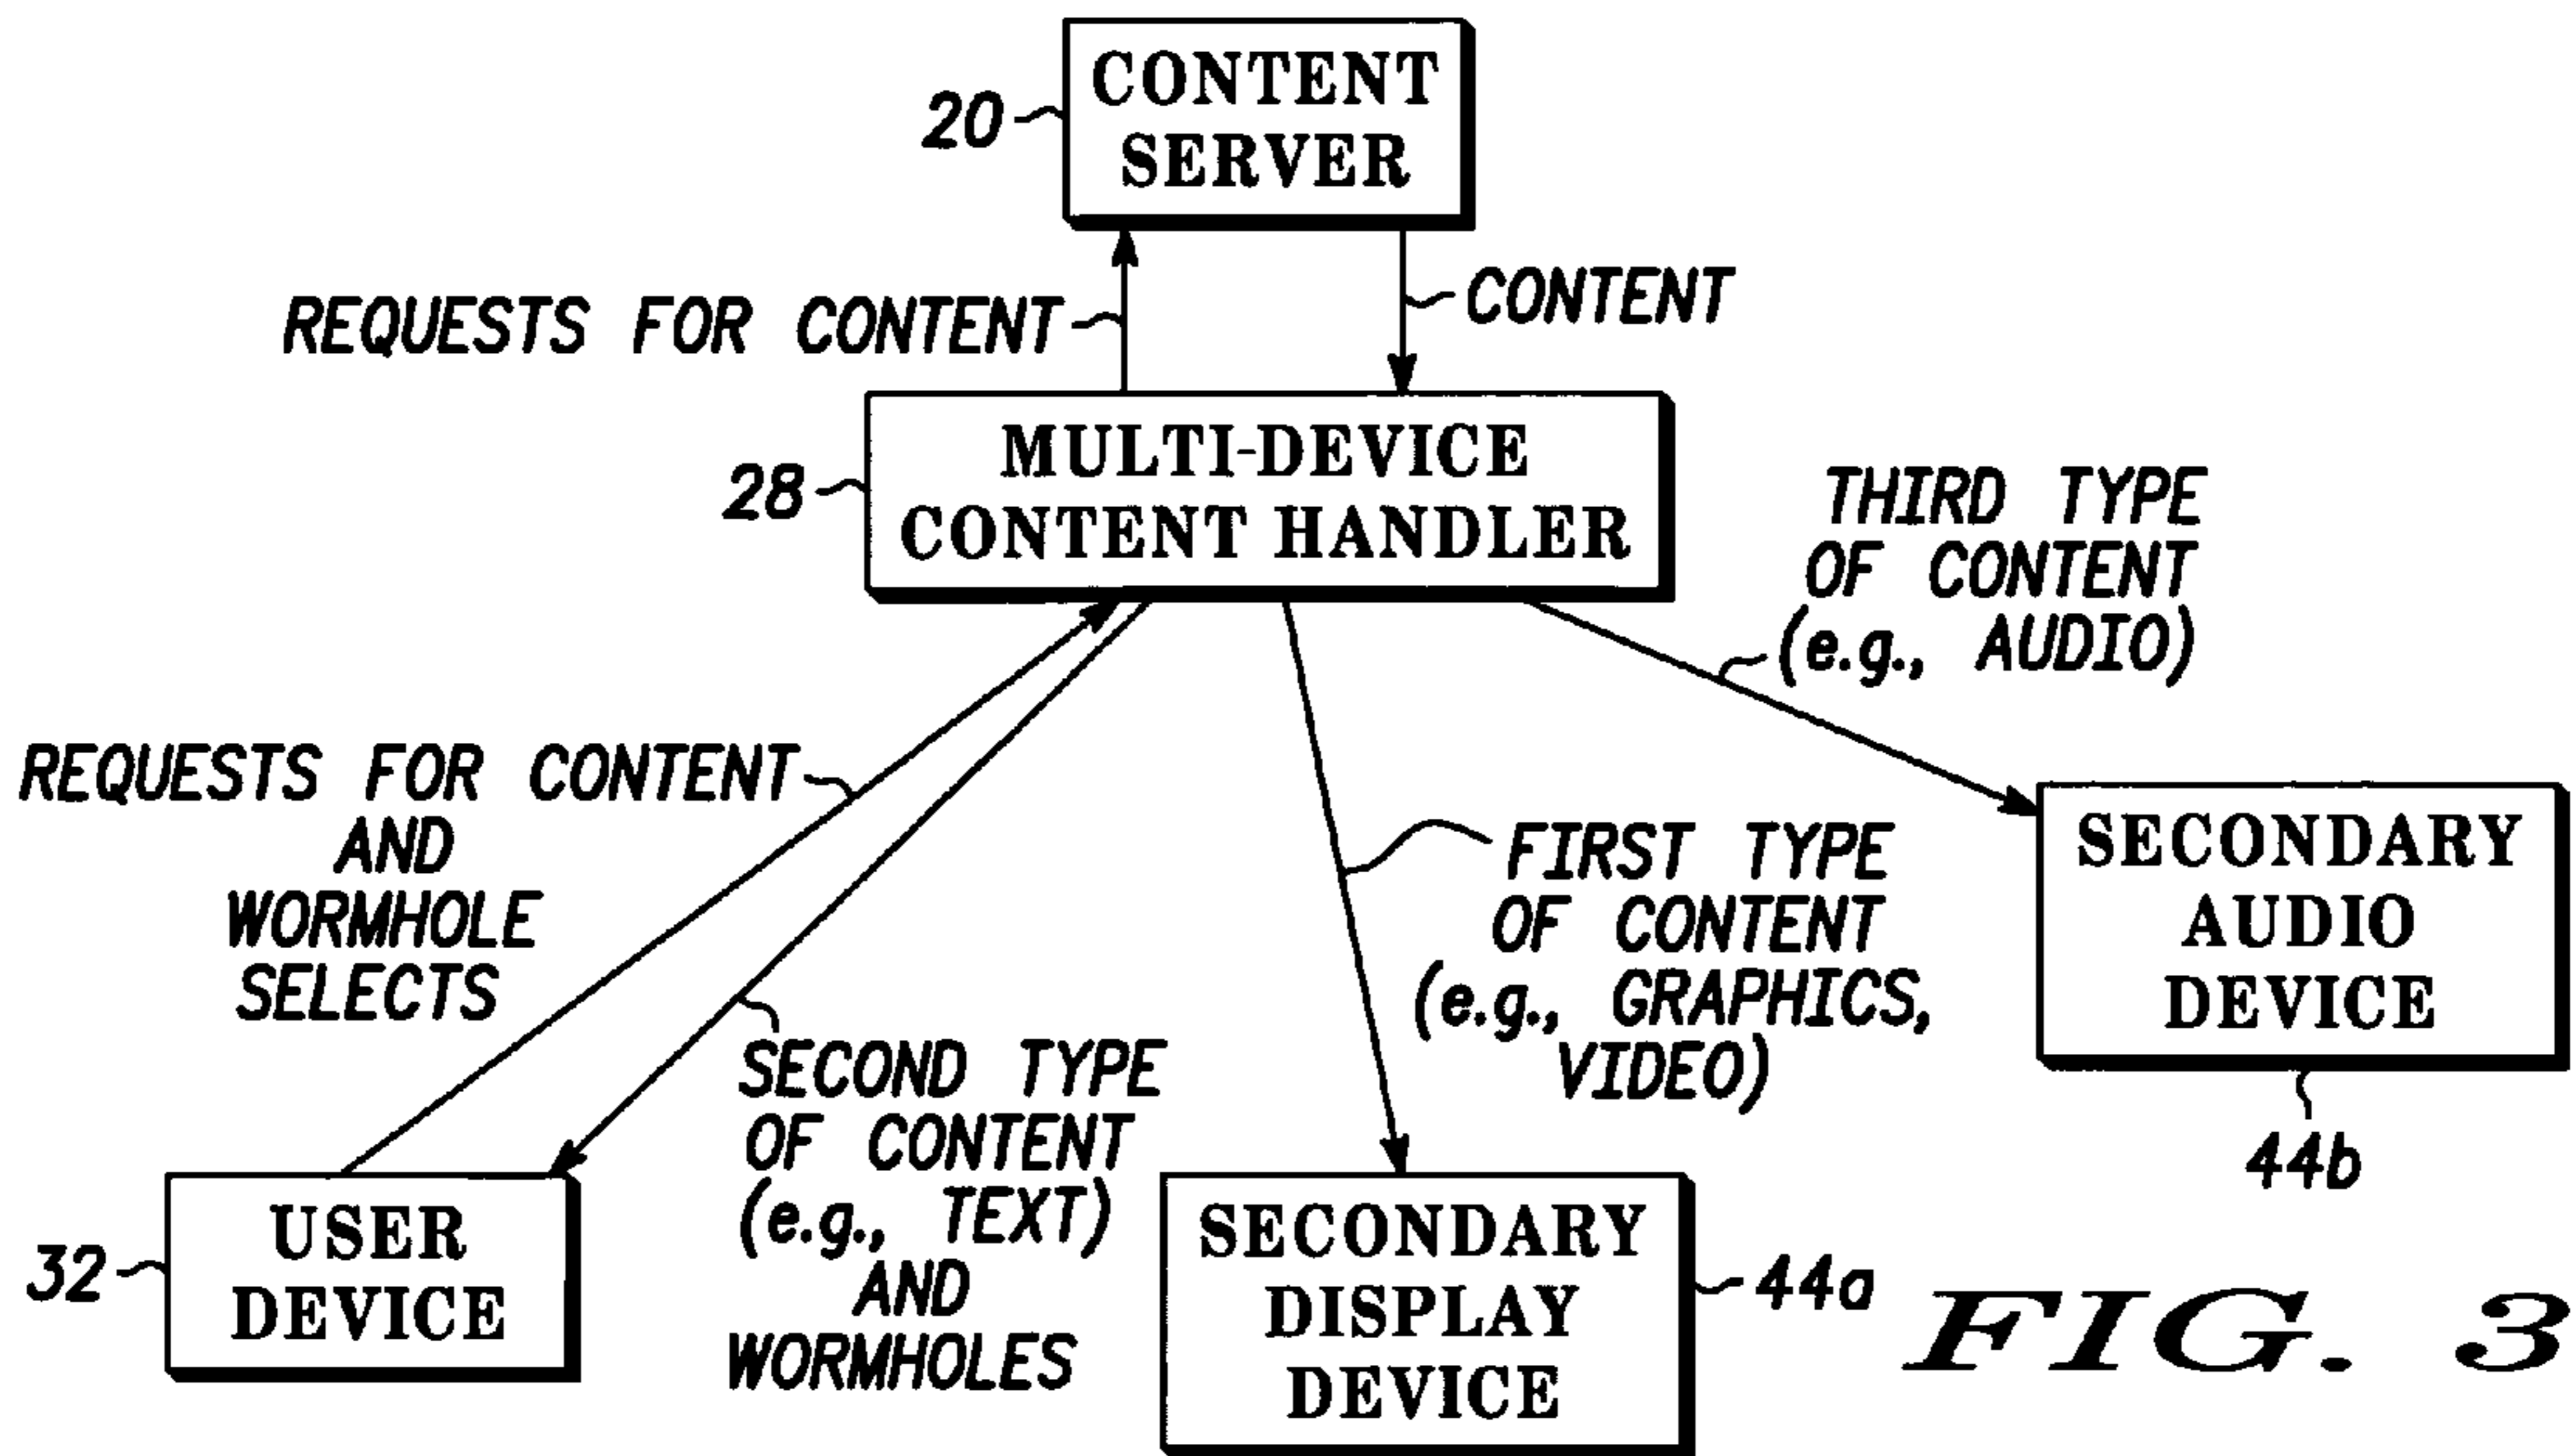 CONTENT
SERVER
20
REQUESTS FOR CONTENT
CONTENT
MULTI-DEVICE
CONTENT HANDLER
28
THIRD TYPE
OF CONTENT
(e.g., AUDIO)
REQUESTS FOR CONTENT
AND
WORMHOLE
SELECTS
FIRST TYPE
OF CONTENT
(e.g., GRAPHICS,
VIDEO)
SECONDARY
AUDIO
DEVICE
44b
SECOND TYPE
OF CONTENT
(e.g., TEXT)
AND
WORMHOLES
USER
DEVICE
32
SECONDARY
DISPLAY
DEVICE
44a
FIG. 3